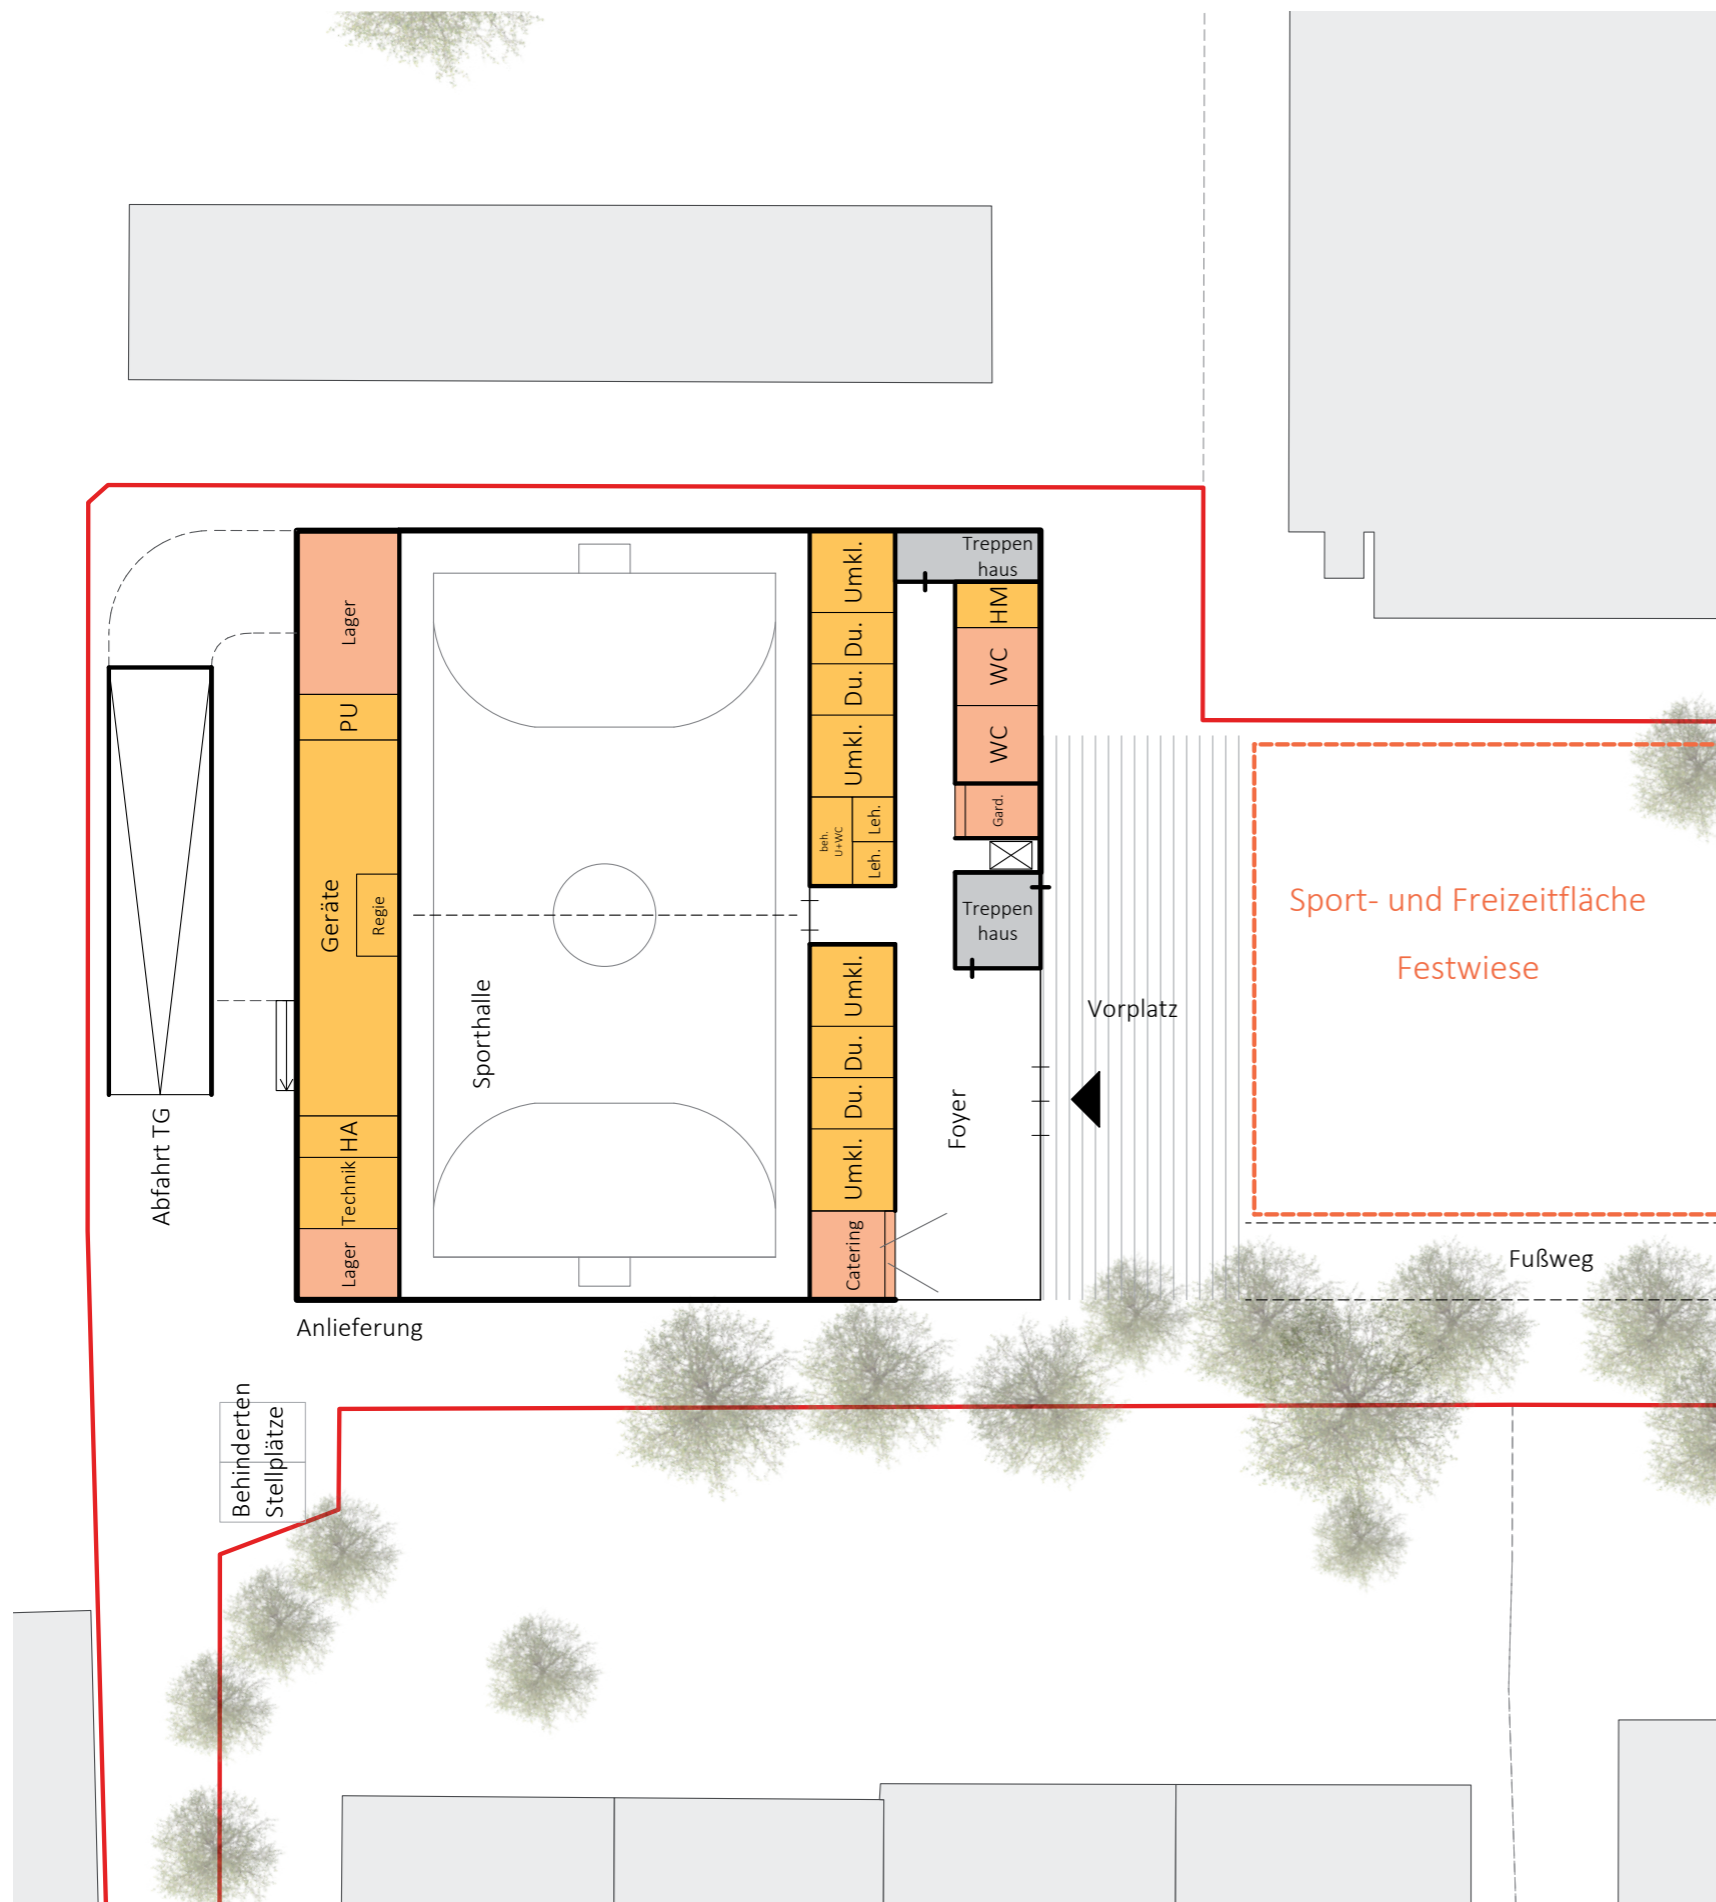 Lager
PU
Geräte
Regie
HA
Technik
Lager
Sporthalle
Umkl.
Du.
Du.
Umkl.
beh.
U+WC
Leh.
Leh.
Umkl.
Du.
Du.
Umkl.
Catering
Treppen
haus
HM
WC
WC
Gard.
Treppen
haus
Foyer
Vorplatz
Sport- und Freizeitfläche
Festwiese
Fußweg
Abfahrt TG
Anlieferung
Behinderten
Stellplätze